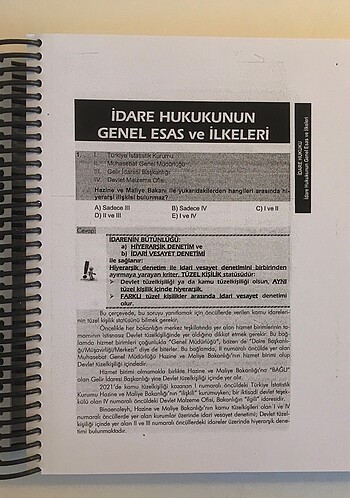 İDARE HUKUKUNUN
GENEL ESAS ve İLKELERİ
İDARE HUKUKU
İdare Hukukunun Genel Esas ve İlkeleri
1. I. Türkiye İstatistik Kurumu
II. Muhasebat Genel Müdürlüğü
III. Gelir İdaresi Başkanlığı
IV. Devlet Malzeme Ofisi
Hazine ve Maliye Bakanı ile yukarıdakilerden hangileri arasında hi-
yerarşi ilişkisi bulunmaz?
A) Sadece III B) Sadece IV C) I ve II
D) II ve III E) I ve IV
Cevap:
İDARENİN BÜTÜNLÜĞÜ;
a) HİYERARŞİK DENETİM ve
b) İDARİ VESAYET DENETİMİ
ile sağlanır:
Hiyerarşik denetim ile idari vesayet denetimini birbirinden
ayırmaya yarayan kriter, TÜZEL KİŞİLİK statüsüdür:
➢ Devlet tüzelkişiliği ya da kamu tüzelkişiliği olsun, AYNI
tüzel kişilik içinde hiyerarşik,
➢ FARKLI tüzel kişilikler arasında idari vesayet denetimi
olur.
Bu çerçevede, bu soruyu yanıtlamak için öncüllerde verilen kamu idareleri-
nin tüzel kişilik statüsünü bilmek gerekir.
Öncelikle her bakanlığın merkez teşkilatında yer alan hizmet birimlerinin ta-
mamının istisnasız Devlet tüzelkişiliğinde yer aldığına dikkat etmek gerekir. Bu bağ-
lamda hizmet birimleri çoğunlukla "Genel Müdürlük", bazen de "Daire Başkanlı-
ğı/Müşavirliği/Merkezi" diye de biterler. Bu bağlamda, II numaralı öncülde yer alan
Muhasebat Genel Müdürlüğü Hazine ve Maliye Bakanlığı'nın hizmet birimi olup
Devlet tüzelkişiliği içindedir.
Hizmet birimi olmamakla birlikte Hazine ve Maliye Bakanlığı'na "BAĞLI"
olan Gelir İdaresi Başkanlığı yine Devlet tüzelkişiliği içinde yer alır.
2021'de kamu tüzelkişiliği kazanan I numaralı öncüldeki Türkiye İstatistik
Kurumu Hazine ve Maliye Bakanlığı'nın "ilişkili" kurumuyken; bir iktisadi devlet teşek-
külü olan IV numaralı öncüldeki Devlet Malzeme Ofisi, Bakanlığın "ilgili" idaresidir.
Binaenaleyh, Hazine ve Maliye Bakanlığı'nın kamu tüzelkişileri olan I ve IV
numaralı öncüllerde yer alan kurumlar üzerinde idari vesayet denetimi; Devlet tüzel-
kişiliği içinde yer alan II ve III numaralı öncüllerdeki idareler üzerinde hiyerarşik dene-
timi bulunmaktadır.